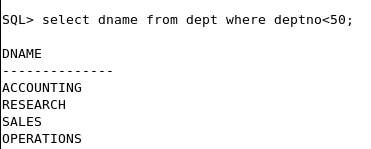 SQL> select dname from dept where deptno<50;
DNAME
--------------
ACCOUNTING
RESEARCH
SALES
OPERATIONS